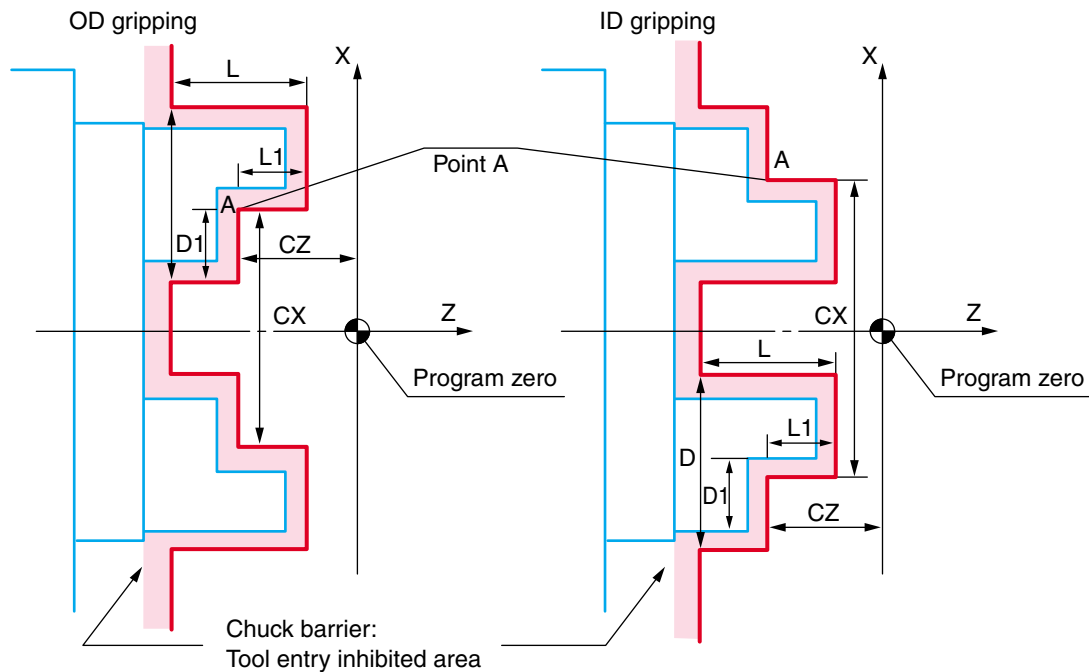 OD gripping
ID gripping
X
L
L1
Point A
A
D1
CZ
CX
Z
Program zero
X
A
CX
Z
L
Program zero
L1
D
D1
CZ
Chuck barrier:
Tool entry inhibited area